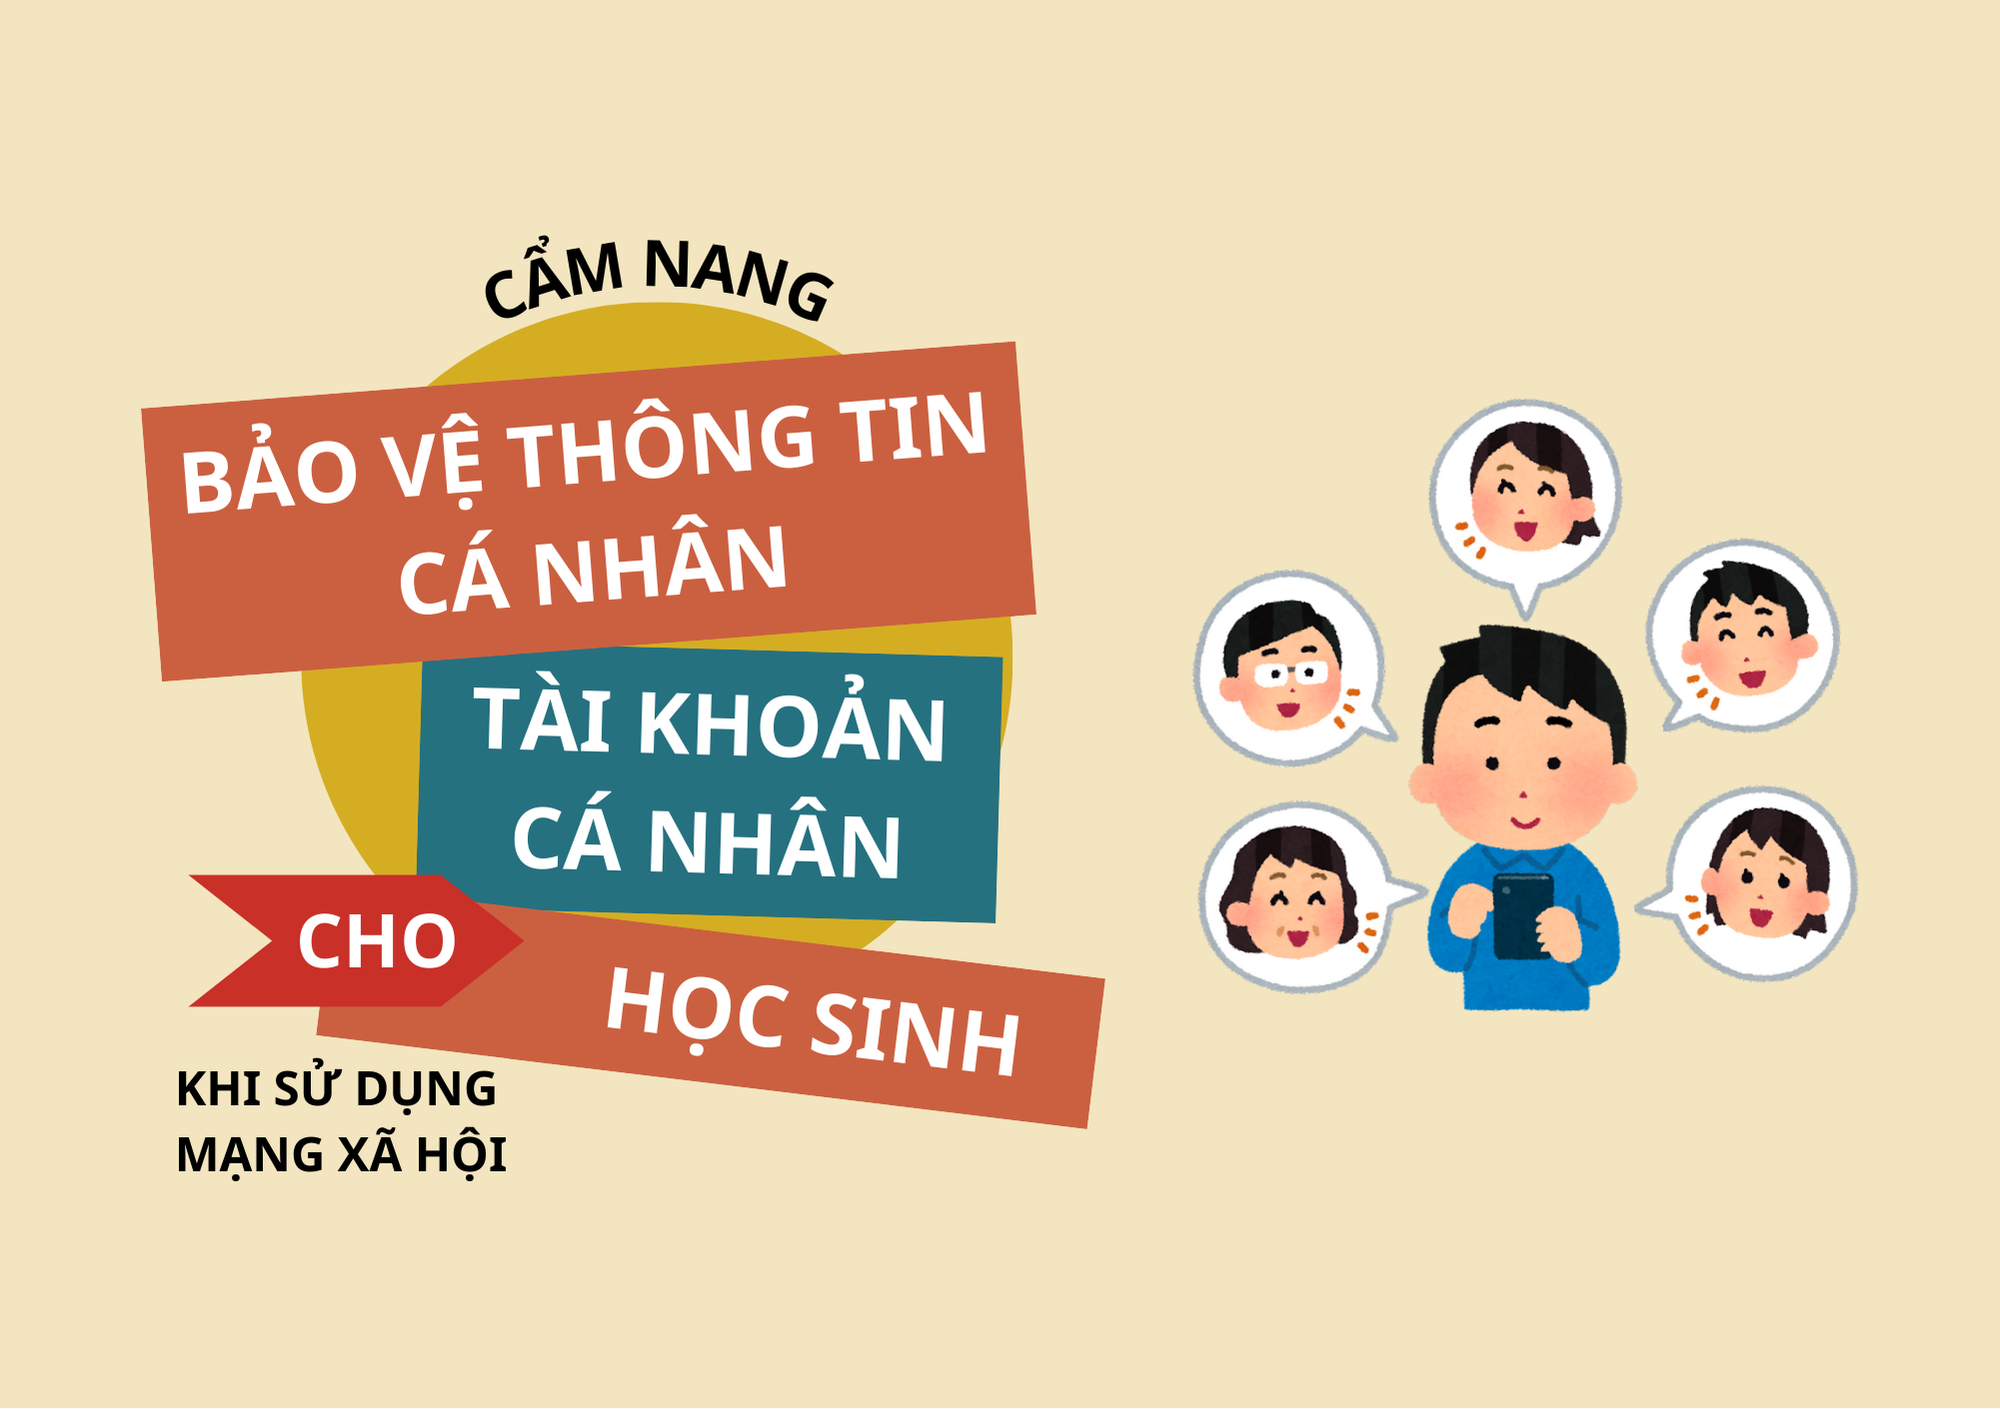 CẨM NANG
BẢO VỆ THÔNG TIN
CÁ NHÂN
TÀI KHOẢN
CÁ NHÂN
CHO
HỌC SINH
KHI SỬ DỤNG
MẠNG XÃ HỘI